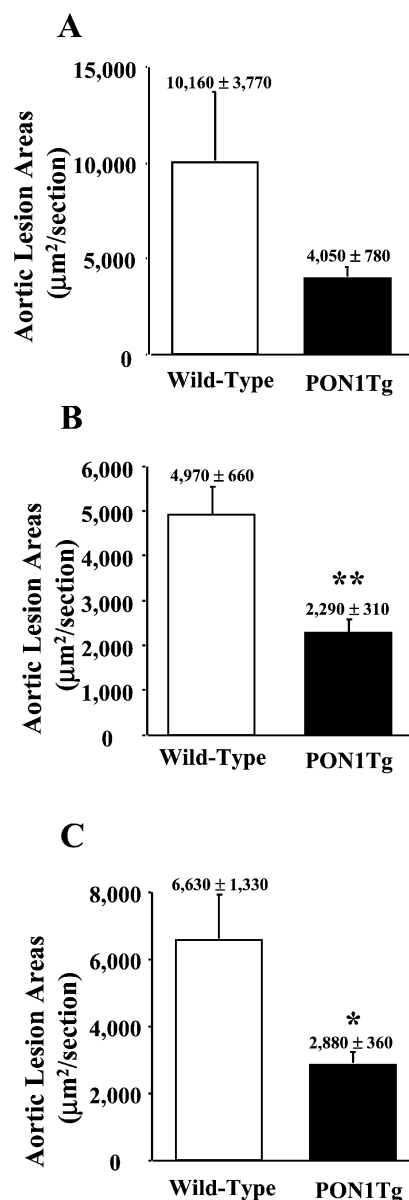 A
Aortic Lesion Areas
(μm²/section)
15,000
10,000
5,000
0
10,160 ± 3,770
4,050 ± 780
Wild-Type
PON1Tg
B
Aortic Lesion Areas
(μm²/section)
6,000
5,000
4,000
3,000
2,000
1,000
0
4,970 ± 660
**
2,290 ± 310
Wild-Type
PON1Tg
C
Aortic Lesion Areas
(μm²/section)
8,000
6,000
4,000
2,000
0
6,630 ± 1,330
*
2,880 ± 360
Wild-Type
PON1Tg